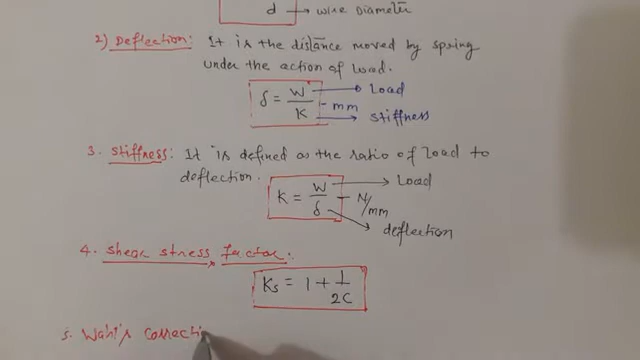 d → wire Diameter
2) Deflection: It is the distance moved by spring
under the action of load.
δ = W/K - mm
Load
stiffness
3. Stiffness: It is defined as the ratio of load to
deflection.
K = W/δ - N/mm
Load
deflection
4. Shear stress factor.
Ks = 1 + 1/2C
5. Wahl's correcti